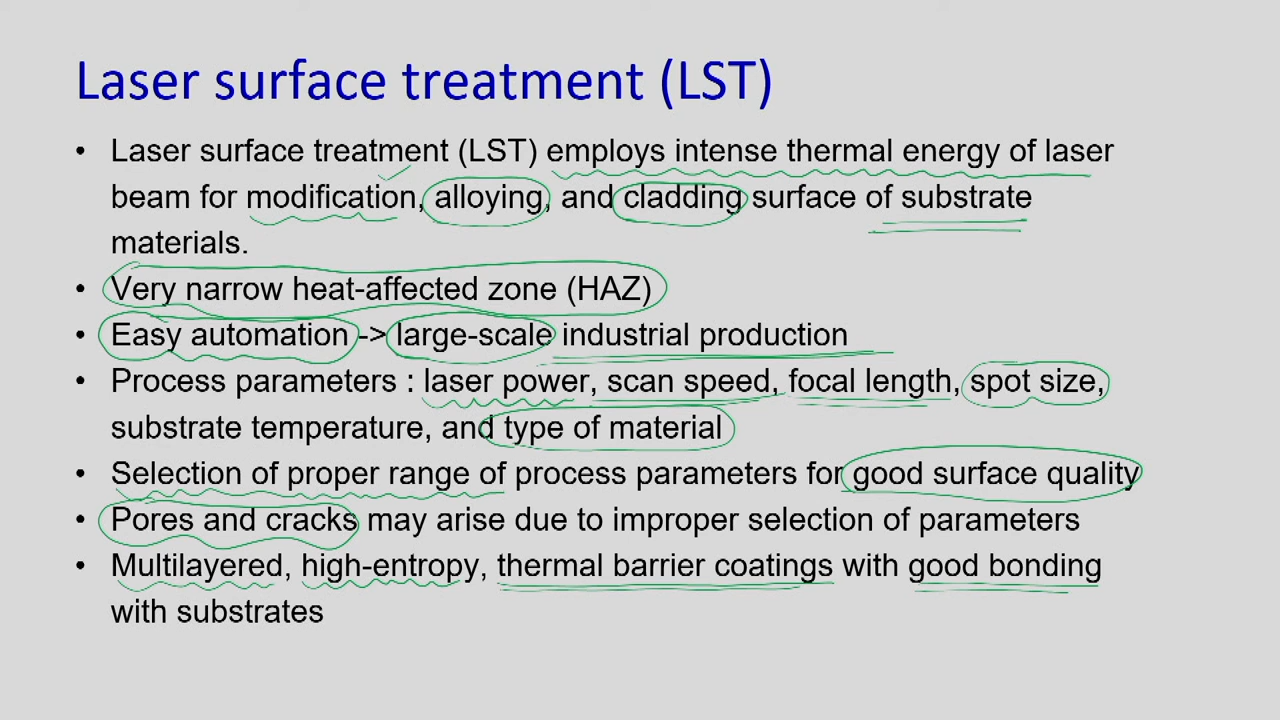 Laser surface treatment (LST)
• Laser surface treatment (LST) employs intense thermal energy of laser
beam for modification, alloying, and cladding surface of substrate
materials.
• Very narrow heat-affected zone (HAZ)
• Easy automation -> large-scale industrial production
• Process parameters : laser power, scan speed, focal length, spot size,
substrate temperature, and type of material
• Selection of proper range of process parameters for good surface quality
• Pores and cracks may arise due to improper selection of parameters
• Multilayered, high-entropy, thermal barrier coatings with good bonding
with substrates